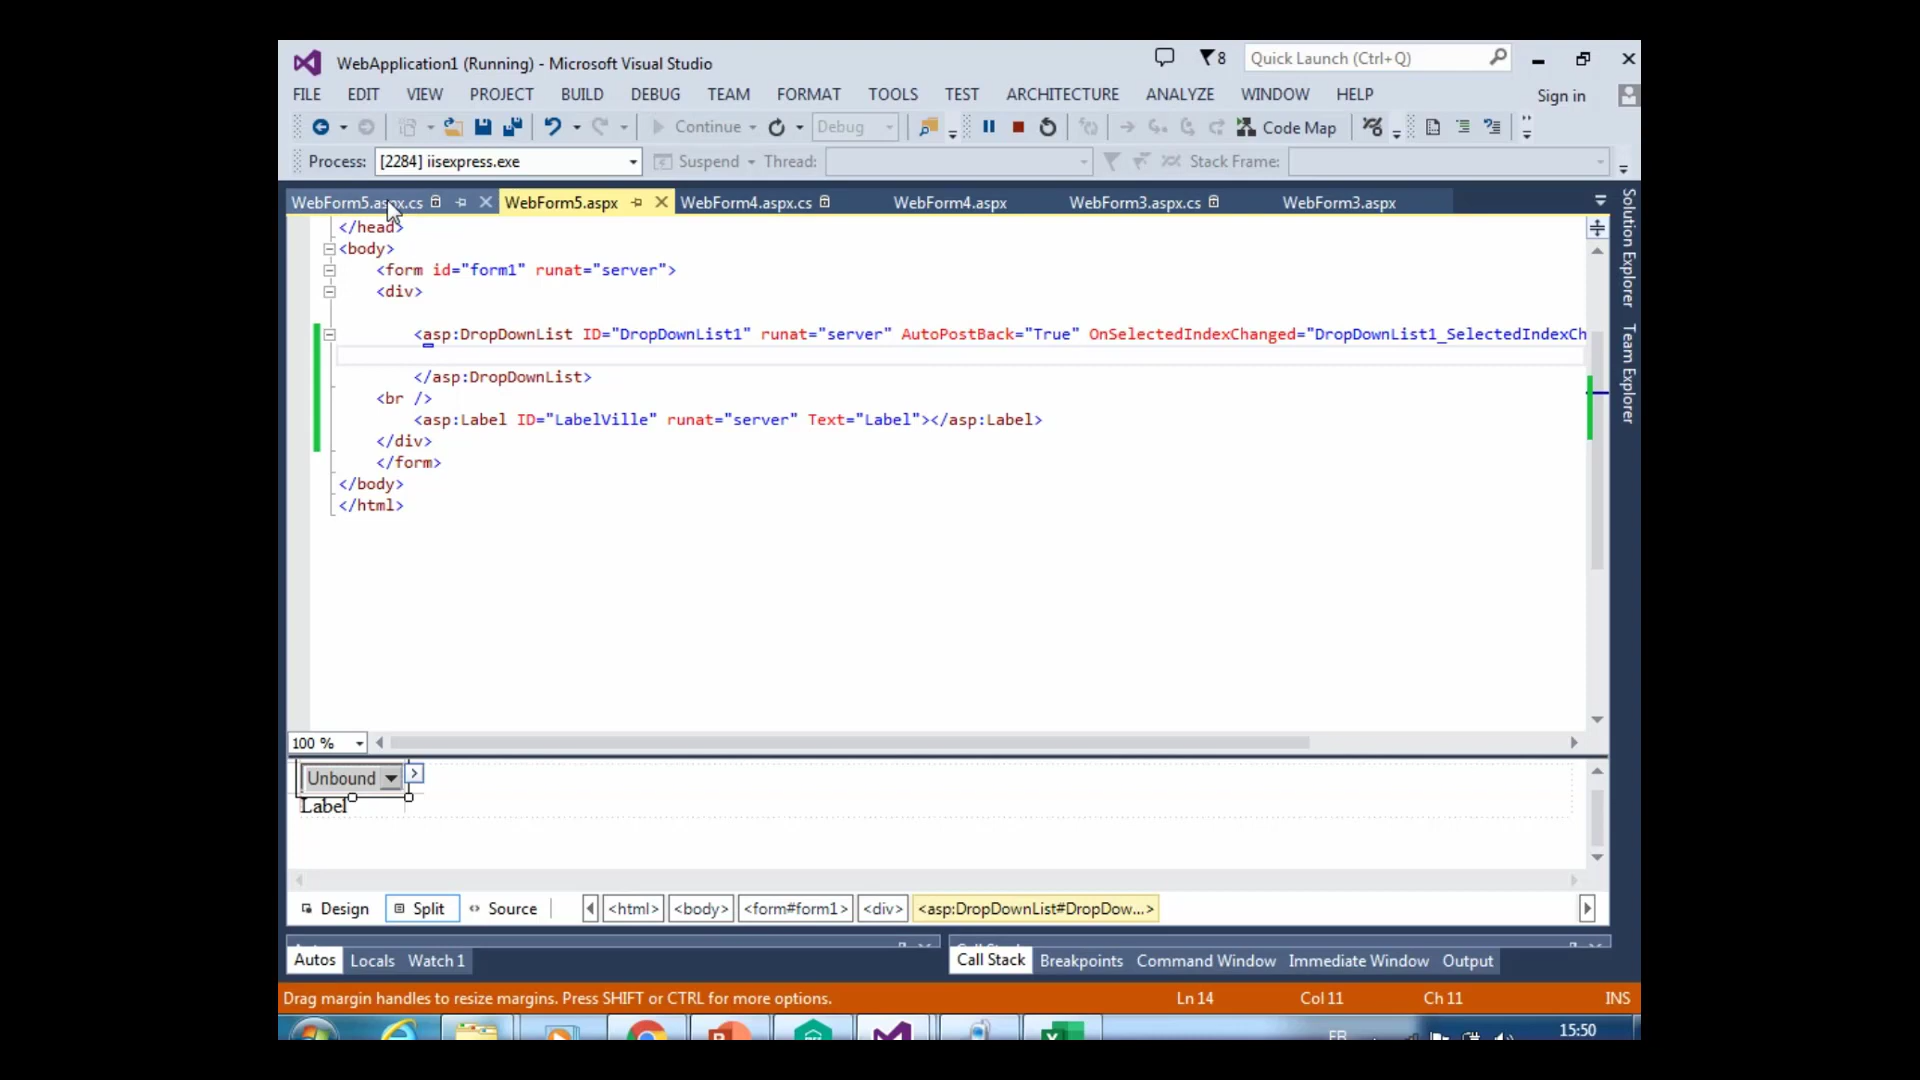 WebApplication1 (Running) - Microsoft Visual Studio
8
Quick Launch (Ctrl+Q)
FILE EDIT VIEW PROJECT BUILD DEBUG TEAM FORMAT TOOLS TEST ARCHITECTURE ANALYZE WINDOW HELP
Sign in
Continue
Debug
Code Map
Process: [2284] iisexpress.exe
Suspend
Thread:
Stack Frame:
WebForm5.aspx.cs
WebForm5.aspx
WebForm4.aspx.cs
WebForm4.aspx
WebForm3.aspx.cs
WebForm3.aspx
Solution Explorer
Team Explorer
</head>
<body>
<form id="form1" runat="server">
<div>
<asp:DropDownList ID="DropDownList1" runat="server" AutoPostBack="True" OnSelectedIndexChanged="DropDownList1_SelectedIndexCh
</asp:DropDownList>
<br />
<asp:Label ID="LabelVille" runat="server" Text="Label"></asp:Label>
</div>
</form>
</body>
</html>
100 %
Unbound
Label
Design Split Source
<html> <body> <form#form1> <div> <asp:DropDownList#DropDow...>
Autos Locals Watch 1
Call Stack Breakpoints Command Window Immediate Window Output
Drag margin handles to resize margins. Press SHIFT or CTRL for more options.
Ln 14 Col 11 Ch 11 INS
FR
15:50